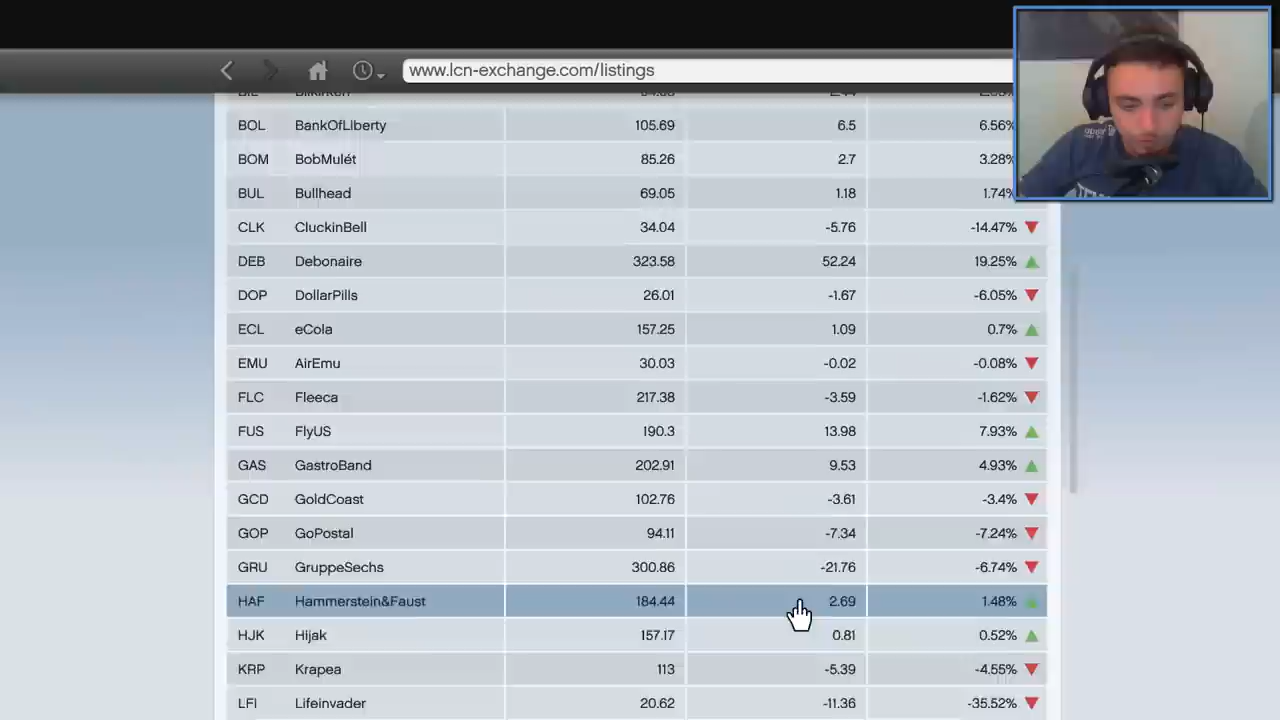 www.lcn-exchange.com/listings
BOL BankOfLiberty 105.69 6.5 6.56%
BOM BobMulét 85.26 2.7 3.28%
BUL Bullhead 69.05 1.18 1.74%
CLK CluckinBell 34.04 -5.76 -14.47%
DEB Debonaire 323.58 52.24 19.25%
DOP DollarPills 26.01 -1.67 -6.05%
ECL eCola 157.25 1.09 0.7%
EMU AirEmu 30.03 -0.02 -0.08%
FLC Fleeca 217.38 -3.59 -1.62%
FUS FlyUS 190.3 13.98 7.93%
GAS GastroBand 202.91 9.53 4.93%
GCD GoldCoast 102.76 -3.61 -3.4%
GOP GoPostal 94.11 -7.34 -7.24%
GRU GruppeSechs 300.86 -21.76 -6.74%
HAF Hammerstein&Faust 184.44 2.69 1.48%
HJK Hijak 157.17 0.81 0.52%
KRP Krapea 113 -5.39 -4.55%
LFI Lifeinvader 20.62 -11.36 -35.52%